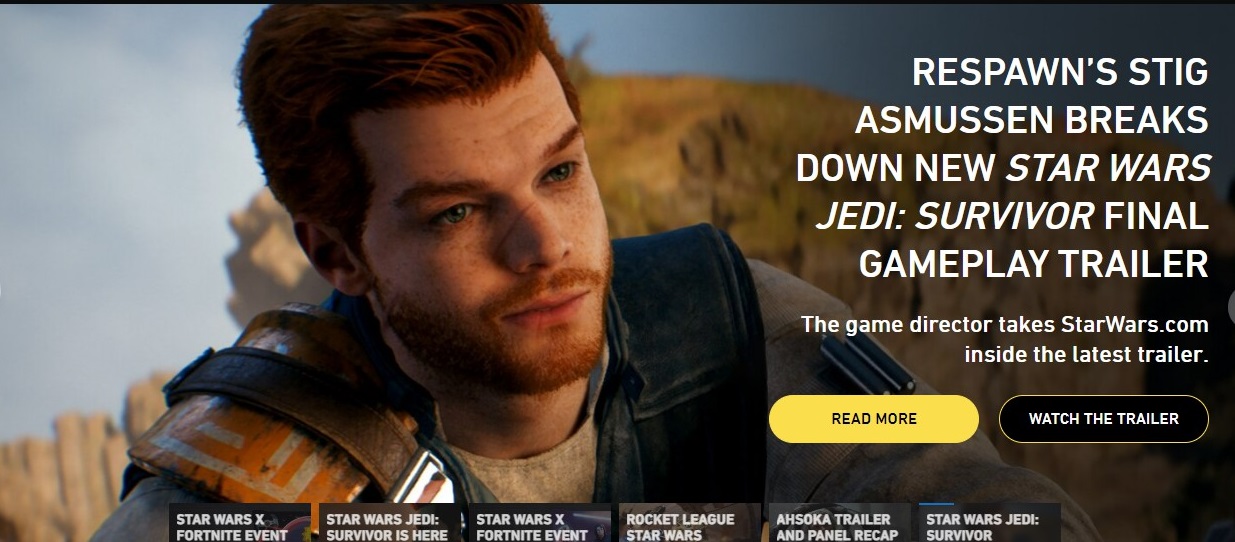 RESPAWN'S STIG
ASMUSSEN BREAKS
DOWN NEW STAR WARS
JEDI: SURVIVOR FINAL
GAMEPLAY TRAILER
The game director takes StarWars.com
inside the latest trailer.
READ MORE
WATCH THE TRAILER
STAR WARS X
FORTNITE EVENT
STAR WARS JEDI:
SURVIVOR IS HERE
STAR WARS X
FORTNITE EVENT
ROCKET LEAGUE
STAR WARS
AHSOKA TRAILER
AND PANEL RECAP
STAR WARS JEDI:
SURVIVOR